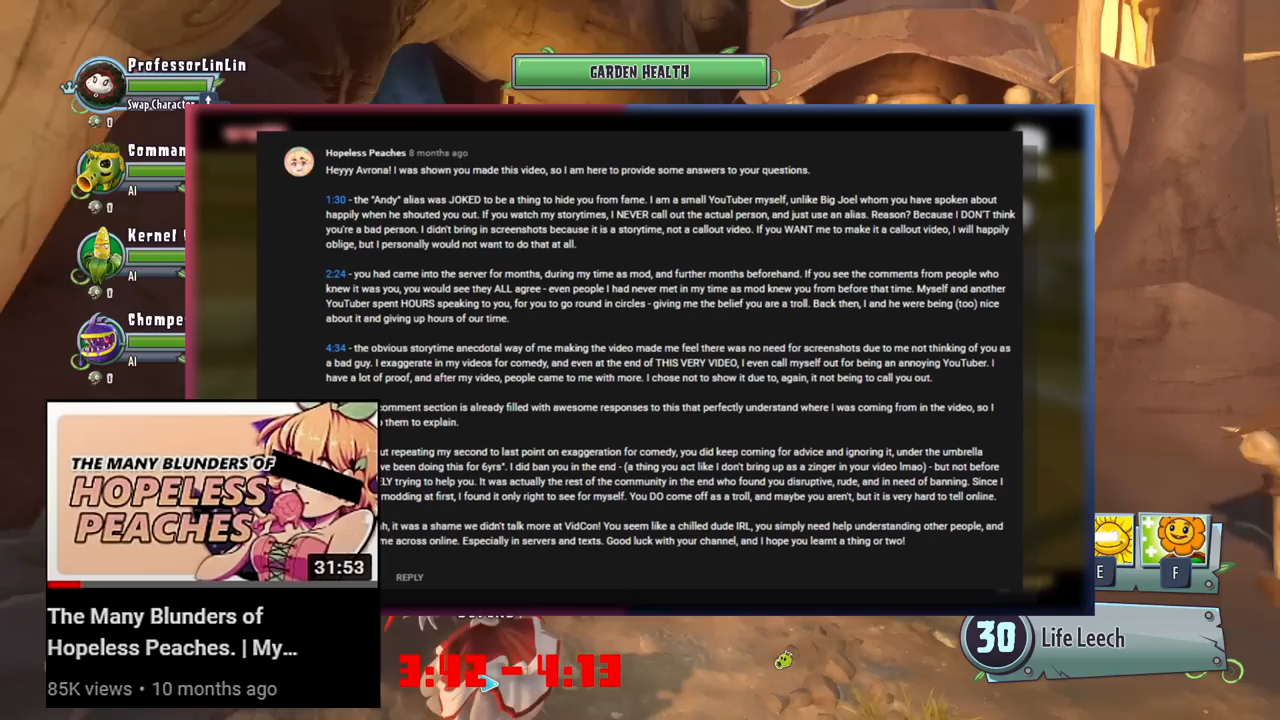 ProfessorLinLin
Swap Character
0
GARDEN HEALTH
Comman
AI
0
Kernel
AI
0
Chompe
AI
0
Hopeless Peaches 8 months ago
Heyyy Avrona! I was shown you made this video, so I am here to provide some answers to your questions.
1:30 - the "Andy" alias was JOKED to be a thing to hide you from fame. I am a small YouTuber myself, unlike Big Joel whom you have spoken about
happily when he shouted you out. If you watch my storytimes, I NEVER call out the actual person, and just use an alias. Reason? Because I DON'T think
you're a bad person. I didn't bring in screenshots because it is a storytime, not a callout video. If you WANT me to make it a callout video, I will happily
oblige, but I personally would not want to do that at all.
2:24 - you had came into the server for months, during my time as mod, and further months beforehand. If you see the comments from people who
knew it was you, you would see they ALL agree - even people I had never met in my time as mod knew you from before that time. Myself and another
YouTuber spent HOURS speaking to you, for you to go round in circles - giving me the belief you are a troll. Back then, I and he were being (too) nice
about it and giving up hours of our time.
4:34 - the obvious storytime anecdotal way of me making the video made me feel there was no need for screenshots due to me not thinking of you as
a bad guy. I exaggerate in my videos for comedy, and even at the end of THIS VERY VIDEO, I even call myself out for being an annoying YouTuber. I
have a lot of proof, and after my video, people came to me with more. I chose not to show it due to, again, it not being to call you out.
comment section is already filled with awesome responses to this that perfectly understand where I was coming from in the video, so I
them to explain.
ut repeating my second to last point on exaggeration for comedy, you did keep coming for advice and ignoring it, under the umbrella
ve been doing this for 6yrs". I did ban you in the end - (a thing you act like I don't bring up as a zinger in your video lmao) - but not before
LY trying to help you. It was actually the rest of the community in the end who found you disruptive, rude, and in need of banning. Since I
modding at first, I found it only right to see for myself. You DO come off as a troll, and maybe you aren't, but it is very hard to tell online.
h, it was a shame we didn't talk more at VidCon! You seem like a chilled dude IRL, you simply need help understanding other people, and
me across online. Especially in servers and texts. Good luck with your channel, and I hope you learnt a thing or two!
REPLY
THE MANY BLUNDERS OF
HOPELESS
PEACHES
31:53
The Many Blunders of
Hopeless Peaches. | My...
85K views • 10 months ago
3:42 - 4:13
E
F
30
Life Leech